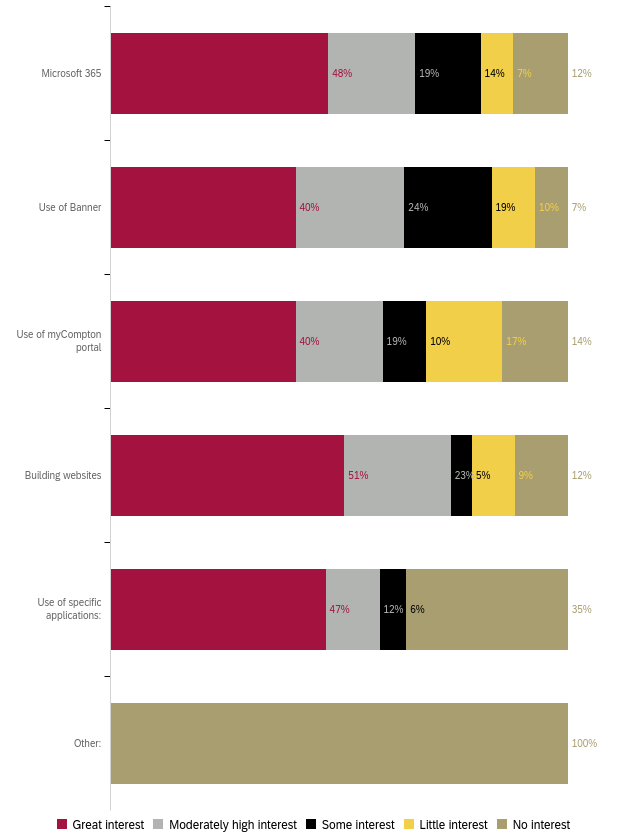 Microsoft 365
48% 19% 14% 7% 12%
Use of Banner
40% 24% 19% 10% 7%
Use of myCompton
portal
40% 19% 10% 17% 14%
Building websites
51% 23% 5% 9% 12%
Use of specific
applications:
47% 12% 6% 35%
Other:
100%
Great interest Moderately high interest Some interest Little interest No interest